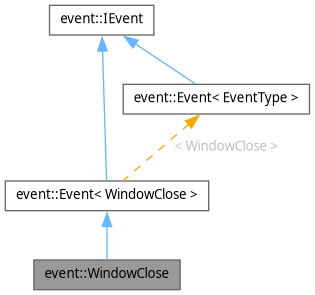 event::IEvent
event::Event< EventType >
< WindowClose >
event::Event< WindowClose >
event::WindowClose